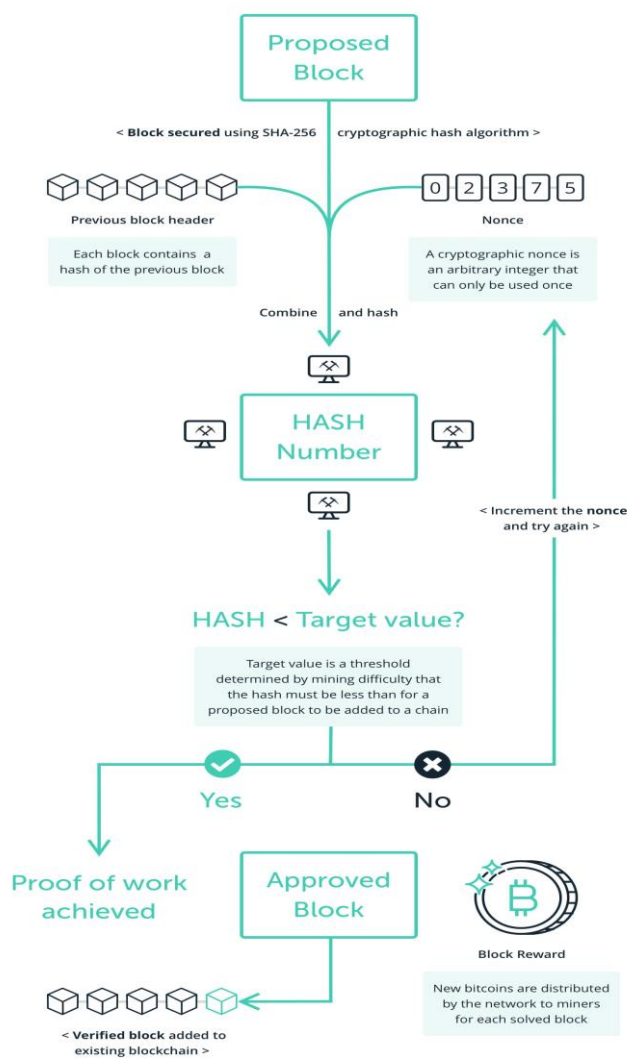 Proposed
Block
< Block secured using SHA-256 cryptographic hash algorithm >
0 2 3 7 5
Previous block header
Nonce
Each block contains a
hash of the previous block
A cryptographic nonce is
an arbitrary integer that
can only be used once
Combine and hash
HASH
Number
< Increment the nonce
and try again >
HASH < Target value?
Target value is a threshold
determined by mining difficulty that
the hash must be less than for a
proposed block to be added to a chain
Yes
No
Proof of work
achieved
Approved
Block
Block Reward
New bitcoins are distributed
by the network to miners
for each solved block
< Verified block added to
existing blockchain >